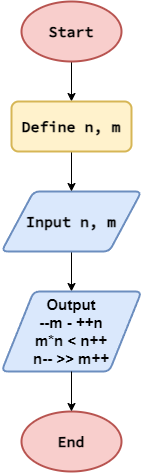 Start
Define n, m
Input n, m
Output
--m - ++n
m*n < n++
n-- >> m++
End